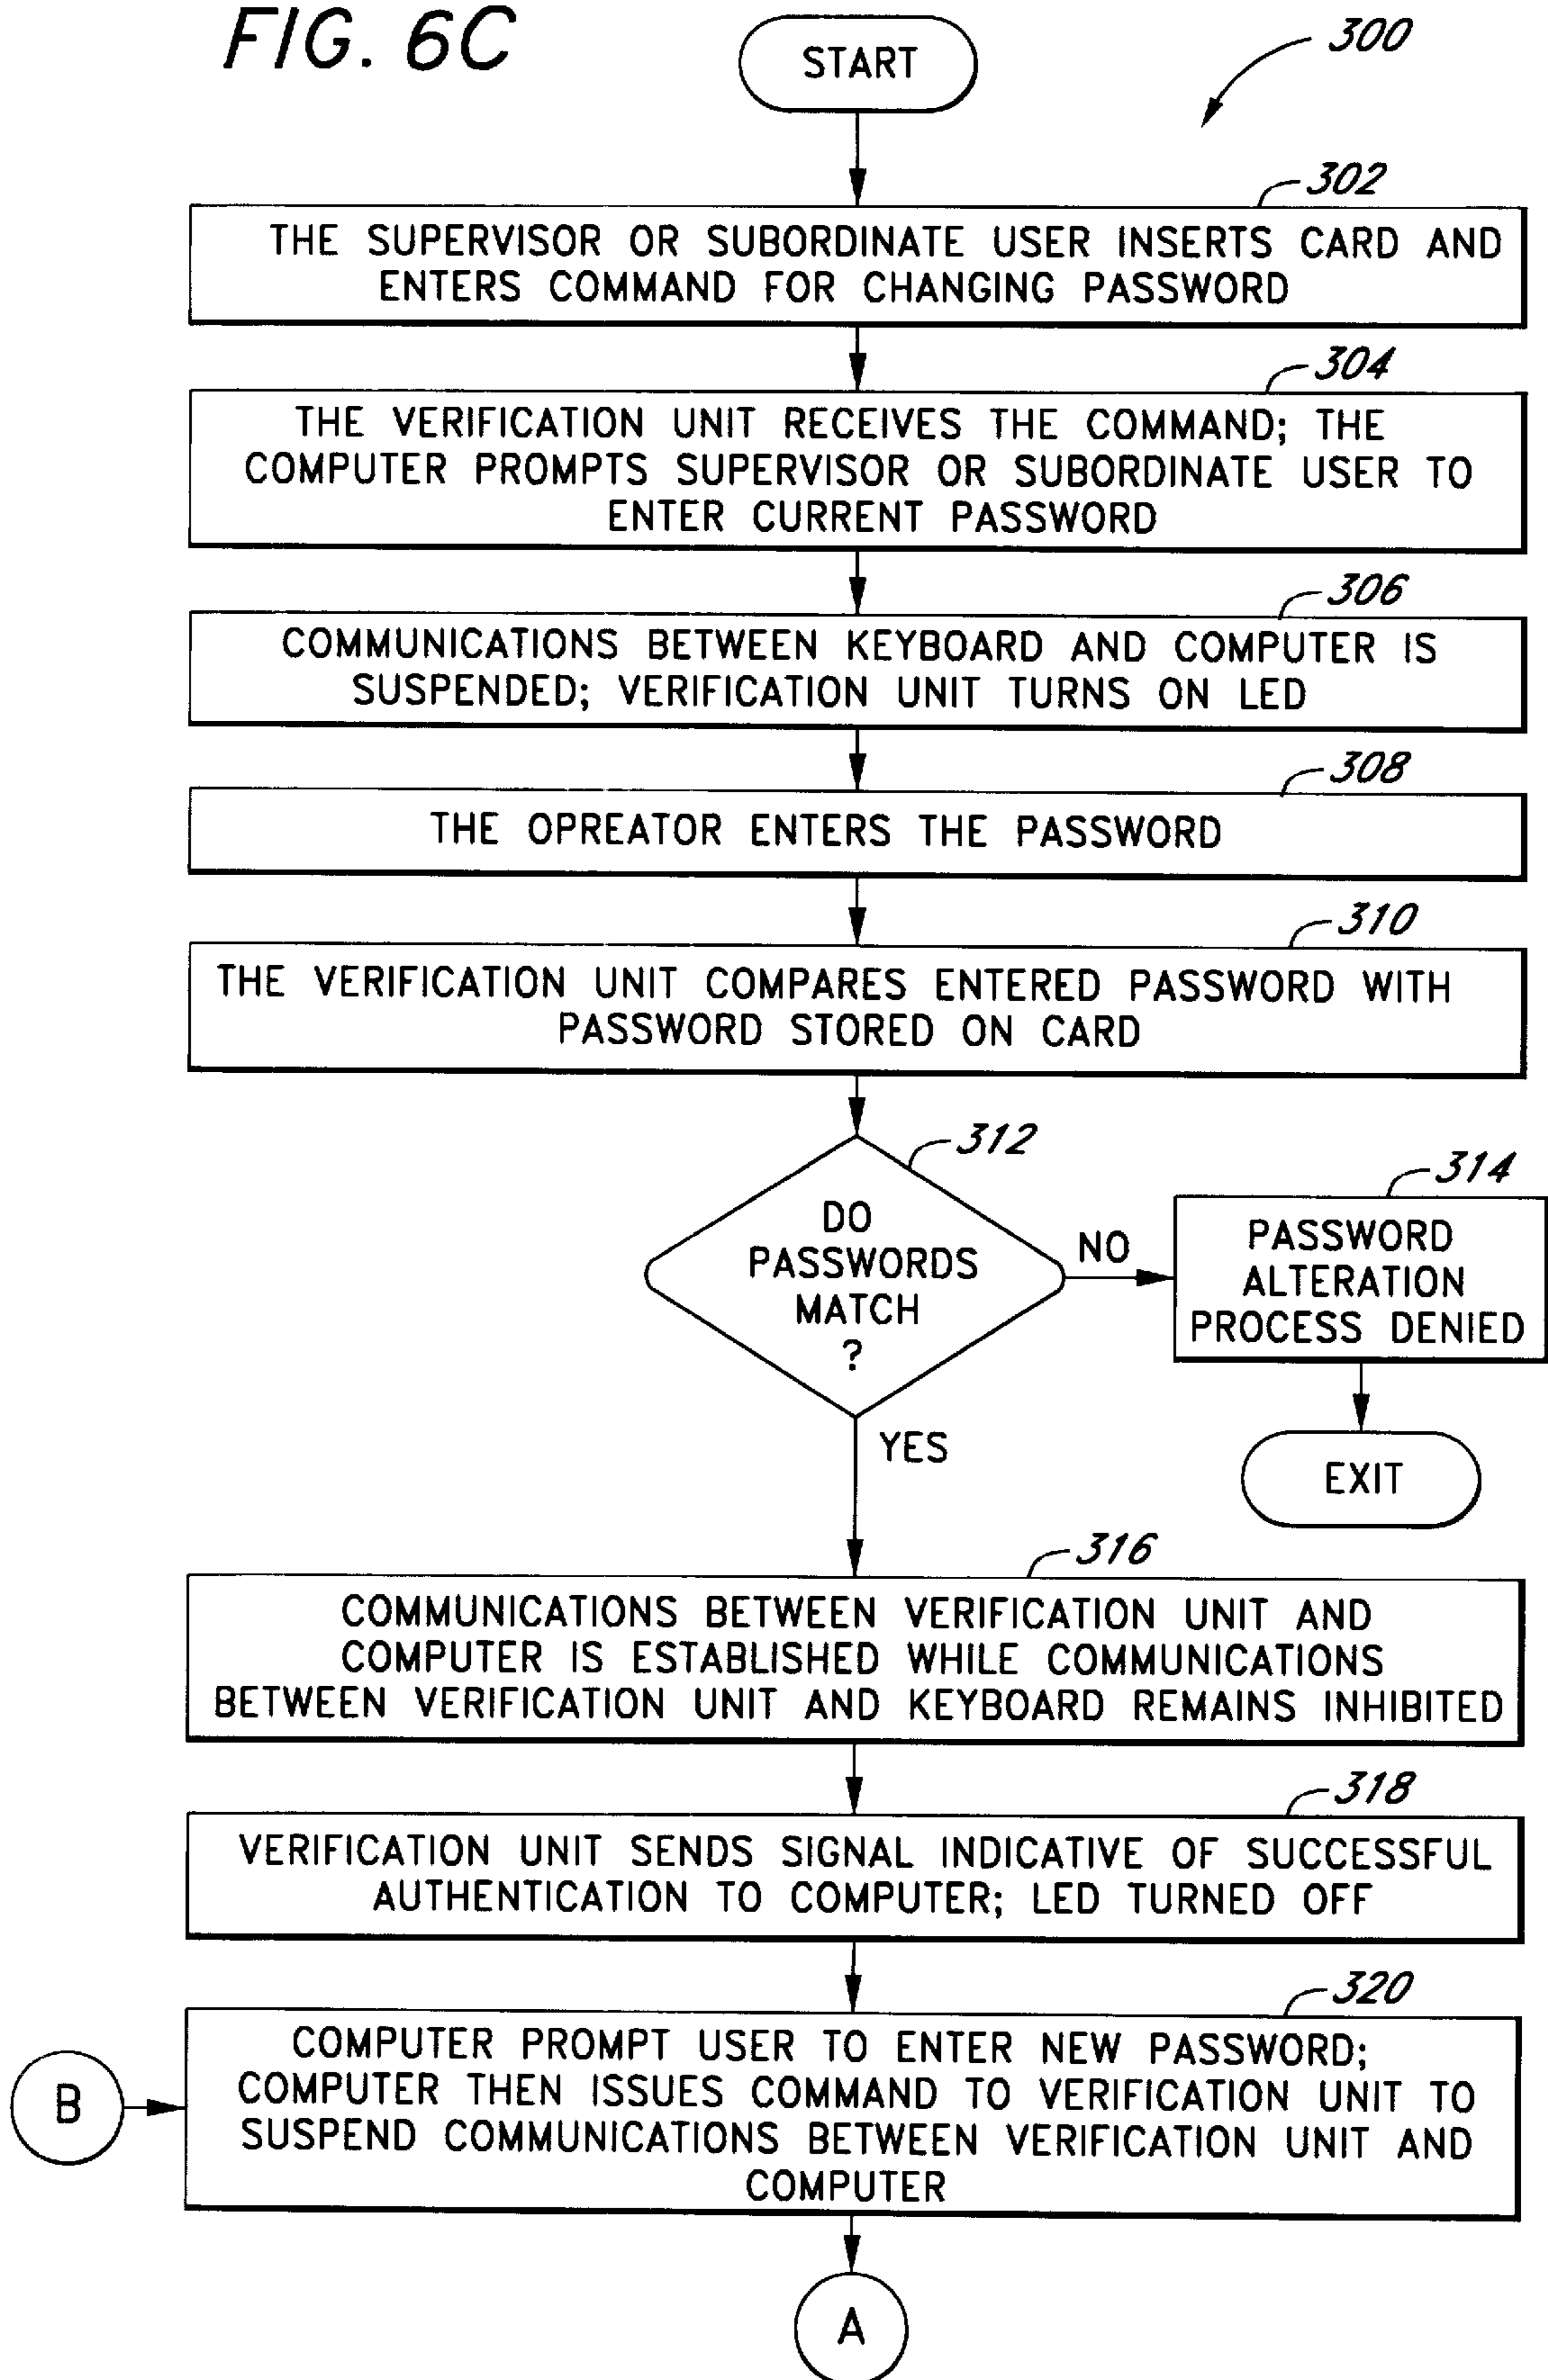 FIG. 6C
START
300
302
THE SUPERVISOR OR SUBORDINATE USER INSERTS CARD AND
ENTERS COMMAND FOR CHANGING PASSWORD
304
THE VERIFICATION UNIT RECEIVES THE COMMAND; THE
COMPUTER PROMPTS SUPERVISOR OR SUBORDINATE USER TO
ENTER CURRENT PASSWORD
306
COMMUNICATIONS BETWEEN KEYBOARD AND COMPUTER IS
SUSPENDED; VERIFICATION UNIT TURNS ON LED
308
THE OPREATOR ENTERS THE PASSWORD
310
THE VERIFICATION UNIT COMPARES ENTERED PASSWORD WITH
PASSWORD STORED ON CARD
312
DO
PASSWORDS
MATCH
?
NO
314
PASSWORD
ALTERATION
PROCESS DENIED
EXIT
YES
316
COMMUNICATIONS BETWEEN VERIFICATION UNIT AND
COMPUTER IS ESTABLISHED WHILE COMMUNICATIONS
BETWEEN VERIFICATION UNIT AND KEYBOARD REMAINS INHIBITED
318
VERIFICATION UNIT SENDS SIGNAL INDICATIVE OF SUCCESSFUL
AUTHENTICATION TO COMPUTER; LED TURNED OFF
320
COMPUTER PROMPT USER TO ENTER NEW PASSWORD;
COMPUTER THEN ISSUES COMMAND TO VERIFICATION UNIT TO
SUSPEND COMMUNICATIONS BETWEEN VERIFICATION UNIT AND
COMPUTER
B
A